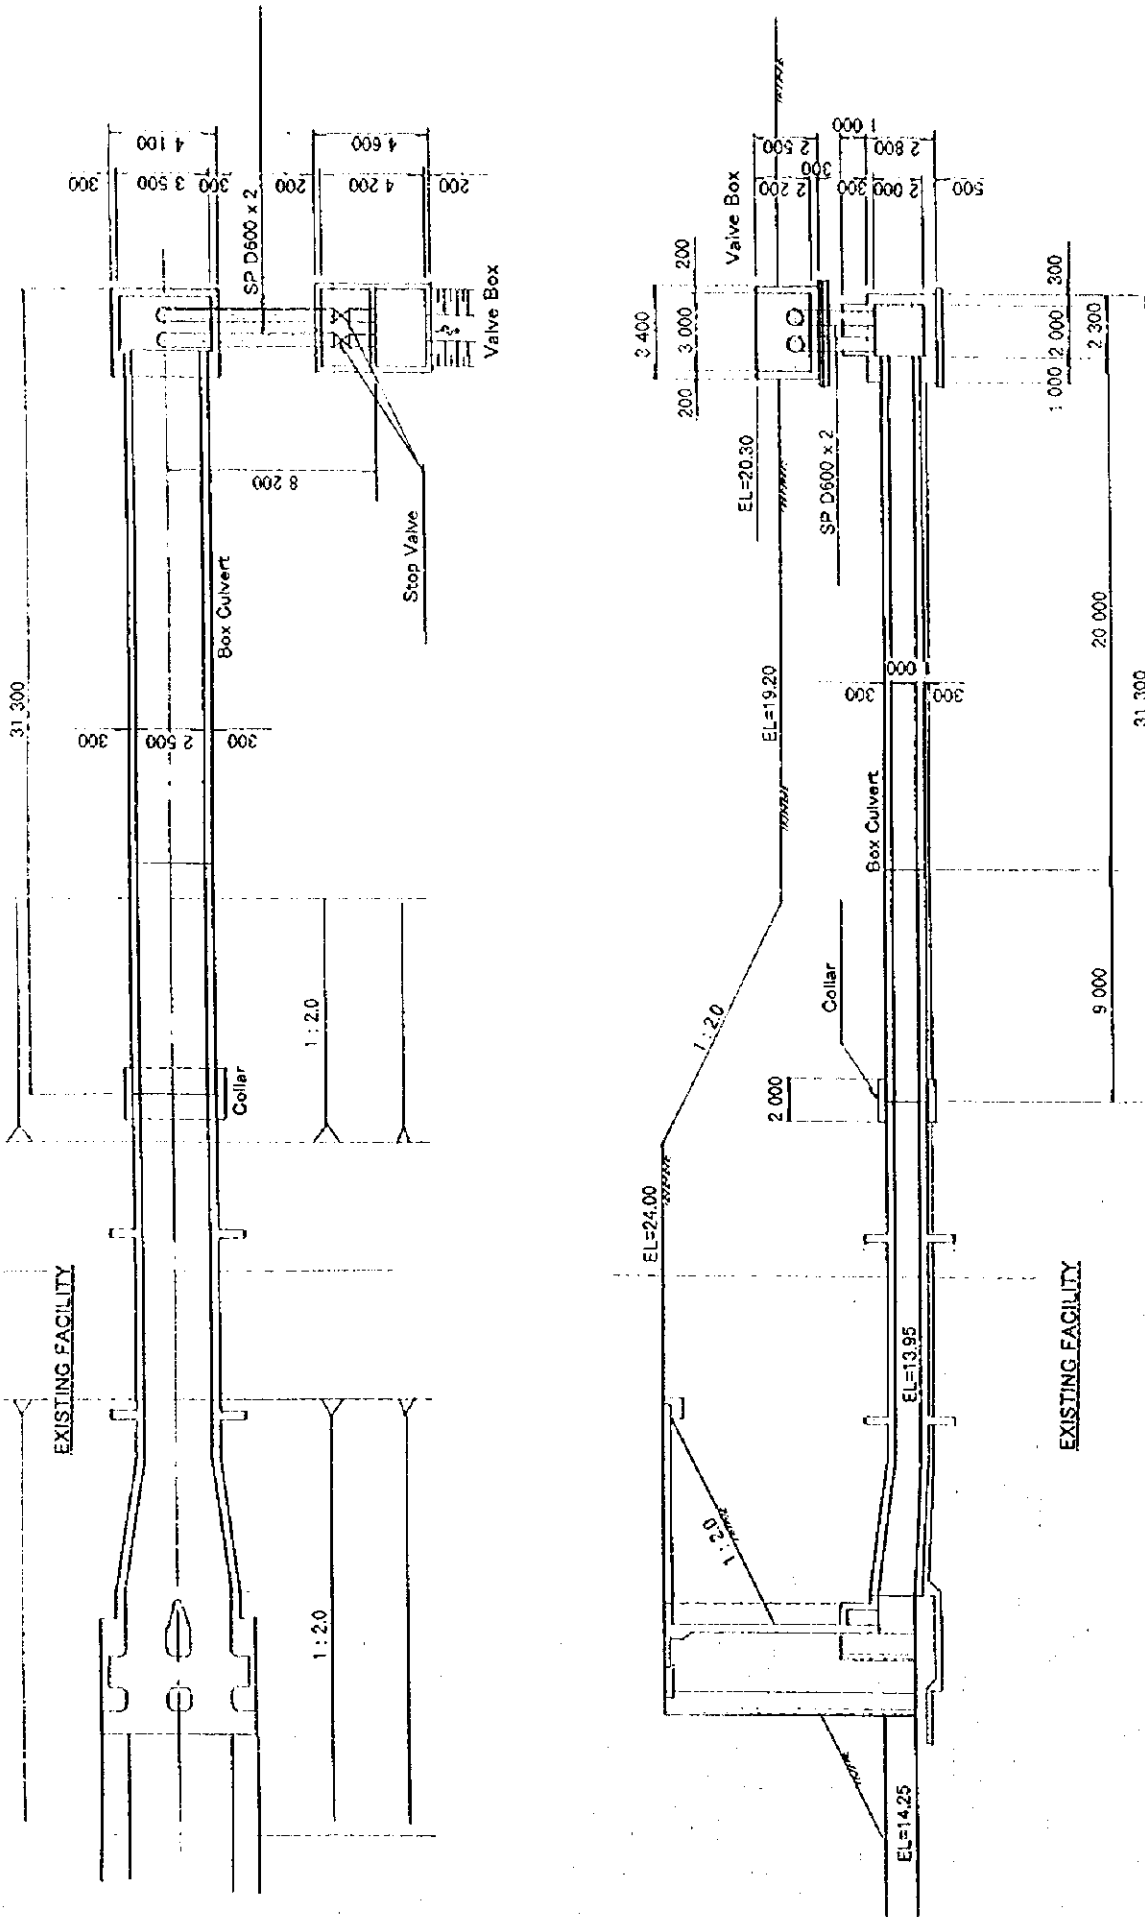 31 300
300
3 500
300
4 100
SP D600 x 2
200
4 200
200
4 600
Valve Box
8 200
Stop Valve
Box Culvert
300
2 500
300
1 : 2.0
Collar
EXISTING FACILITY
1 : 2.0
Valve Box
2 200
300
2 500
300
2 000
500
1 000
2 800
200
3 000
200
3 400
EL=20.30
SP D600 x 2
300
2 000
1 000
2 300
EL=19.20
300
000
300
20 000
31 300
Box Culvert
Collar
9 000
1 : 2.0
2 000
EL=24.00
EL=13.95
EXISTING FACILITY
1 : 2.0
EL=14.25